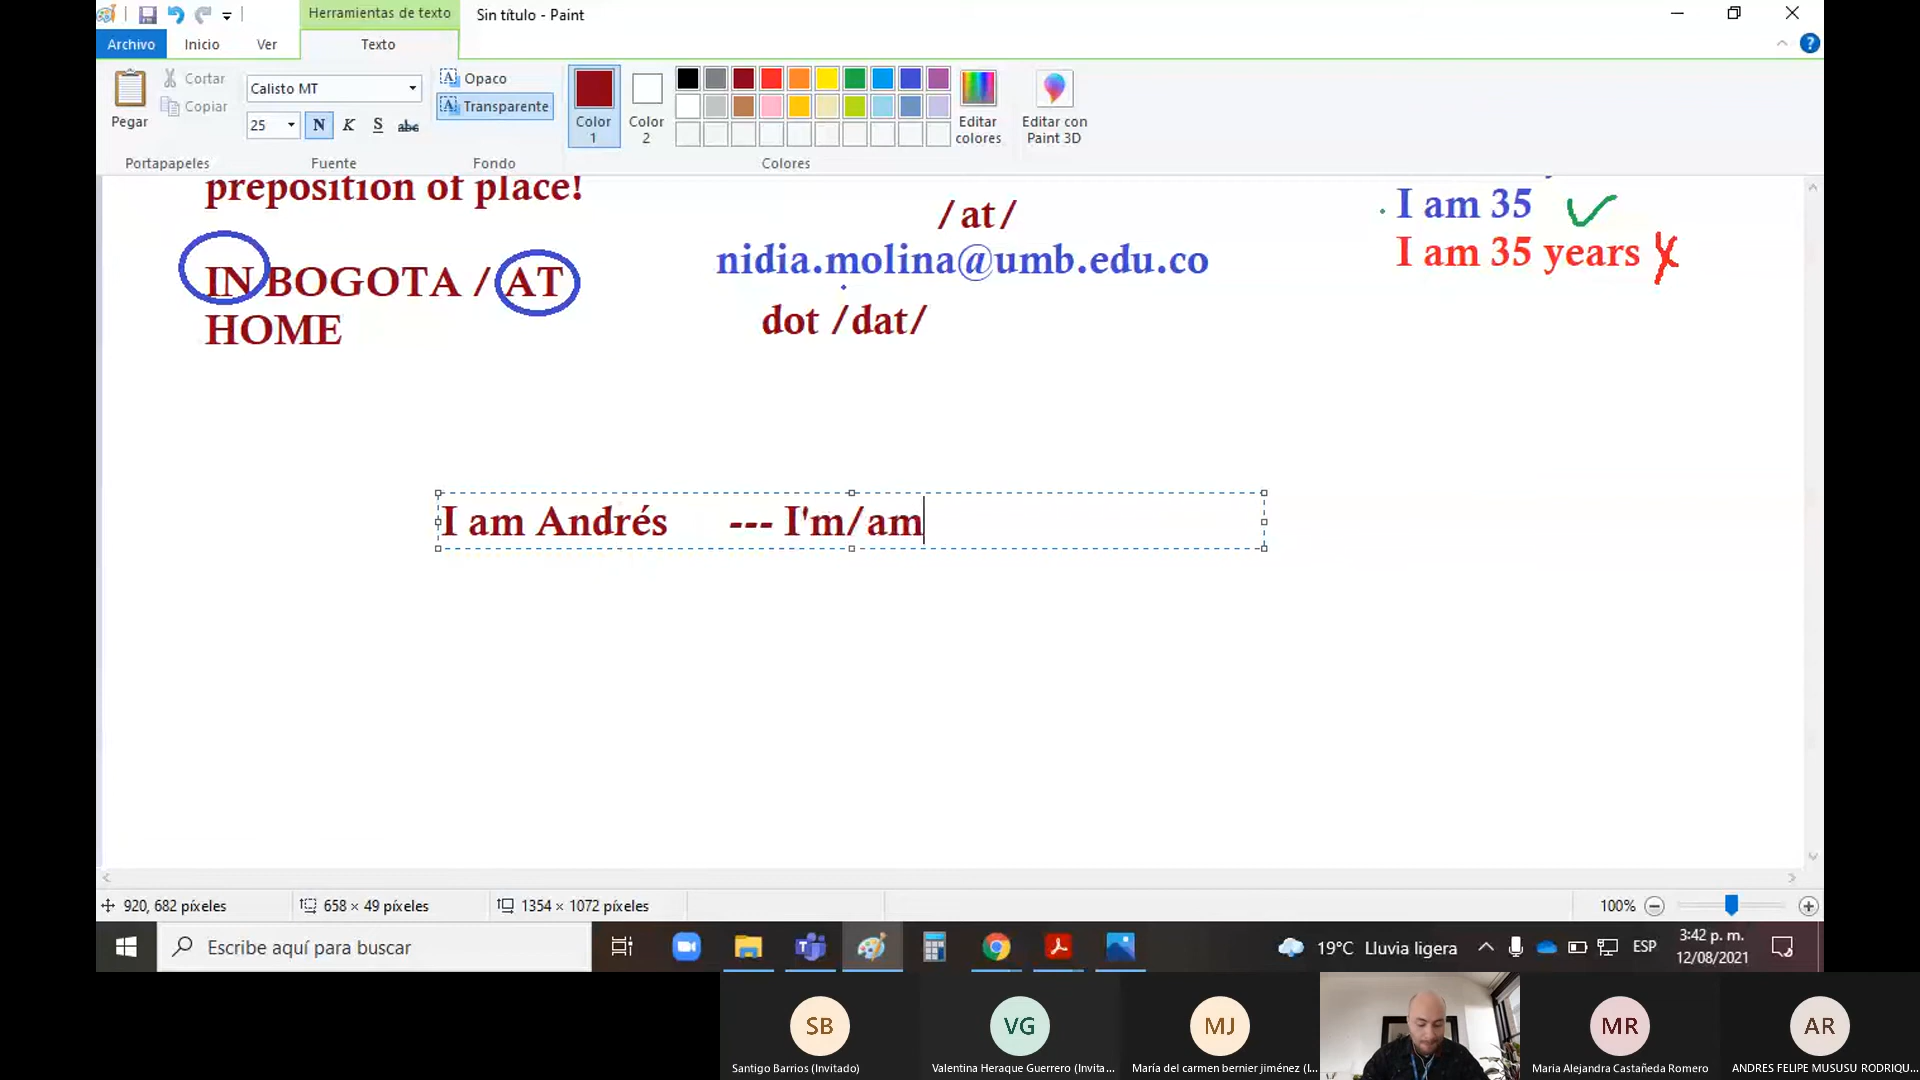 Herramientas de texto
Sin título - Paint
Archivo
Inicio
Ver
Texto
Pegar
Cortar
Copiar
Portapapeles
Calisto MT
25
N K S abc
Fuente
Opaco
Transparente
Fondo
Color
1
Color
2
Editar
colores
Editar con
Paint 3D
Colores
preposition of place!
IN BOGOTA / AT
HOME
/at/
nidia.molina@umb.edu.co
dot /dat/
I am 35
I am 35 years
I am Andrés --- I'm/am
920, 682 píxeles
658 × 49 píxeles
1354 × 1072 píxeles
100%
Escribe aquí para buscar
19°C Lluvia ligera
ESP
3:42 p. m.
12/08/2021
SB
VG
MJ
MR
AR
Santigo Barrios (Invitado)
Valentina Heraque Guerrero (Invita...
María del carmen bernier jiménez (I...
Maria Alejandra Castañeda Romero
ANDRES FELIPE MUSUSU RODRIQU...